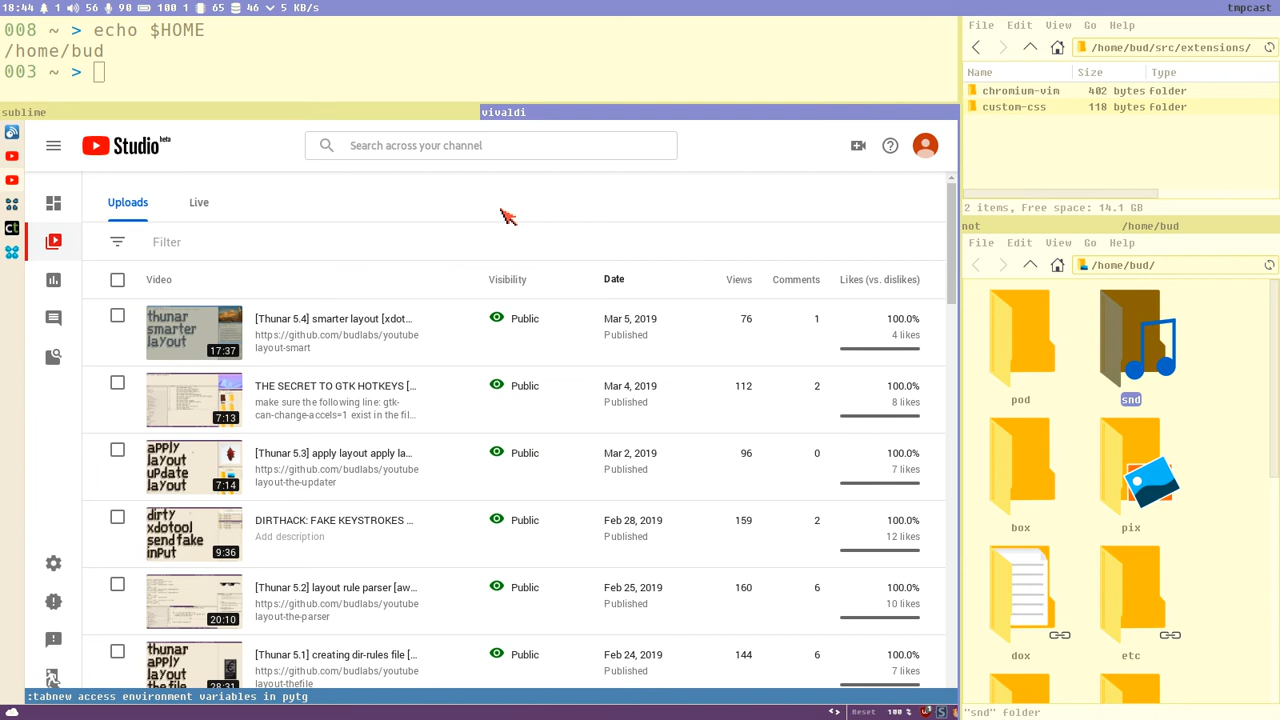 18:44 1 56 90 100 1 65 46 5 KB/s
tmpcast
008 ~ > echo $HOME
/home/bud
003 ~ >
sublime
vivaldi
Studio beta
Search across your channel
Uploads
Live
Filter
Video Visibility Date Views Comments Likes (vs. dislikes)
thunar
smarter
layout
17:37
[Thunar 5.4] smarter layout [xdot…
https://github.com/budlabs/youtube
layout-smart
Public
Mar 5, 2019
Published
76
1
100.0%
4 likes
7:13
THE SECRET TO GTK HOTKEYS [...
make sure the following line: gtk-
can-change-accels=1 exist in the fil...
Public
Mar 4, 2019
Published
112
2
100.0%
8 likes
apply
layout
update
layout
7:14
[Thunar 5.3] apply layout apply la...
https://github.com/budlabs/youtube
layout-the-updater
Public
Mar 2, 2019
Published
96
0
100.0%
7 likes
dirty
xdotool
send fake
input
9:36
DIRTHACK: FAKE KEYSTROKES ...
Add description
Public
Feb 28, 2019
Published
159
2
100.0%
12 likes
20:10
[Thunar 5.2] layout rule parser [aw...
https://github.com/budlabs/youtube
layout-the-parser
Public
Feb 25, 2019
Published
160
6
100.0%
10 likes
thunar
apply
the file
28:31
[Thunar 5.1] creating dir-rules file [...
https://github.com/budlabs/youtube
layout-thefile
Public
Feb 24, 2019
Published
144
6
100.0%
7 likes
:tabnew access environment variables in pytg
Reset 100 %
File Edit View Go Help
/home/bud/src/extensions/
Name Size Type
chromium-vim 402 bytes folder
custom-css 118 bytes folder
2 items, Free space: 14.1 GB
not /home/bud
File Edit View Go Help
/home/bud/
pod
snd
box
pix
dox
etc
"snd" folder